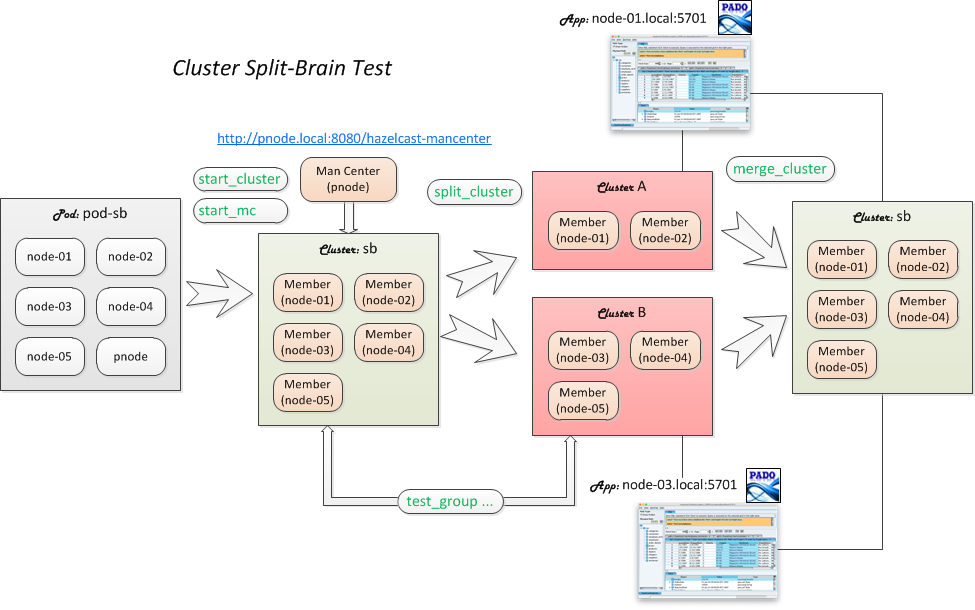 App: node-01.local:5701
PADO
Cluster Split-Brain Test
http://pnode.local:8080/hazelcast-mancenter
start_cluster
start_mc
Man Center
(pnode)
split_cluster
merge_cluster
Pod: pod-sb
node-01
node-02
node-03
node-04
node-05
pnode
Cluster: sb
Member
(node-01)
Member
(node-02)
Member
(node-03)
Member
(node-04)
Member
(node-05)
Cluster A
Member
(node-01)
Member
(node-02)
Cluster B
Member
(node-03)
Member
(node-04)
Member
(node-05)
Cluster: sb
Member
(node-01)
Member
(node-02)
Member
(node-03)
Member
(node-04)
Member
(node-05)
test_group ...
App: node-03.local:5701
PADO